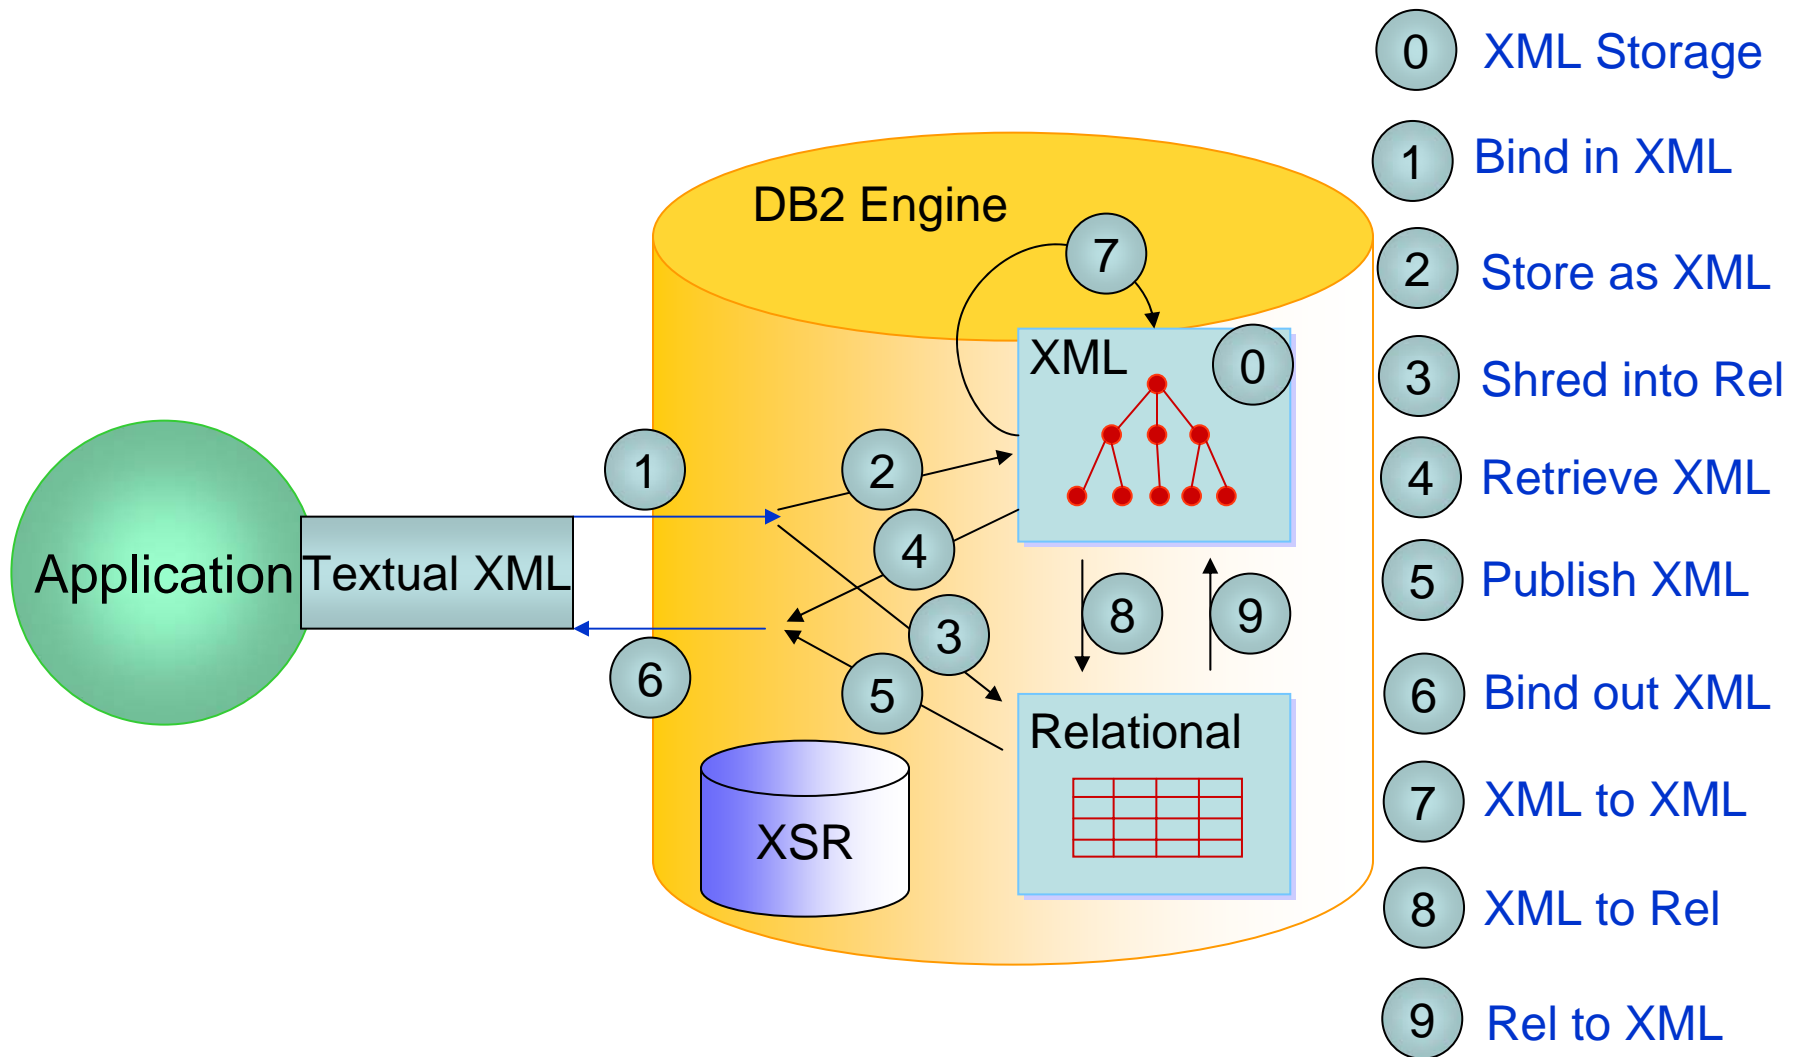 0 XML Storage
1 Bind in XML
DB2 Engine
7
2 Store as XML
XML 0
3 Shred into Rel
1
2
4 Retrieve XML
4
Application Textual XML
5 Publish XML
8
9
3
6
5
6 Bind out XML
Relational
7 XML to XML
XSR
8 XML to Rel
9 Rel to XML